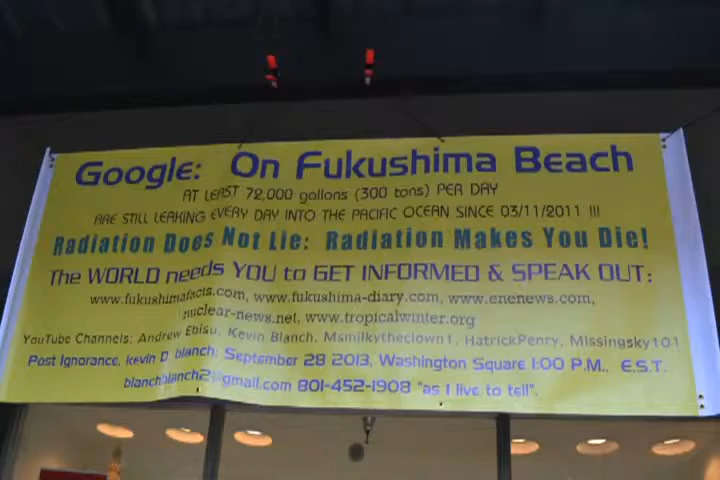 Google: On Fukushima Beach
AT LEAST 72,000 gallons (300 tons) PER DAY
ARE STILL LEAKING EVERY DAY INTO THE PACIFIC OCEAN SINCE 03/11/2011 !!!
Radiation Does Not Lie: Radiation Makes You Die!
The WORLD needs YOU to GET INFORMED & SPEAK OUT:
www.fukushimafacts.com, www.fukushima-diary.com, www.enenews.com,
nuclear-news.net, www.tropicalwinter.org
YouTube Channels: Andrew Ebisu, Kevin Blanch, Msmilkytheclown1, HatrickPenry, Missingsky101
Post Ignorance, kevin D blanch: September 28 2013, Washington Square 1:00 P.M., E.S.T.
blanchblanch2@gmail.com 801-452-1908 "as I live to tell".